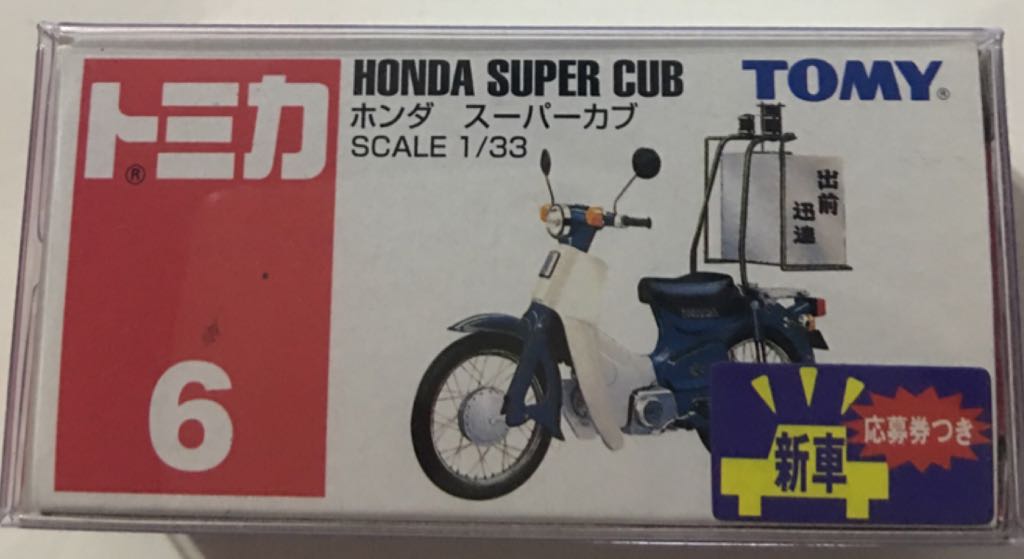 トミカ®
6
HONDA SUPER CUB
ホンダ スーパーカブ
SCALE 1/33
TOMY®
出前
迅速
新車
応募券つき